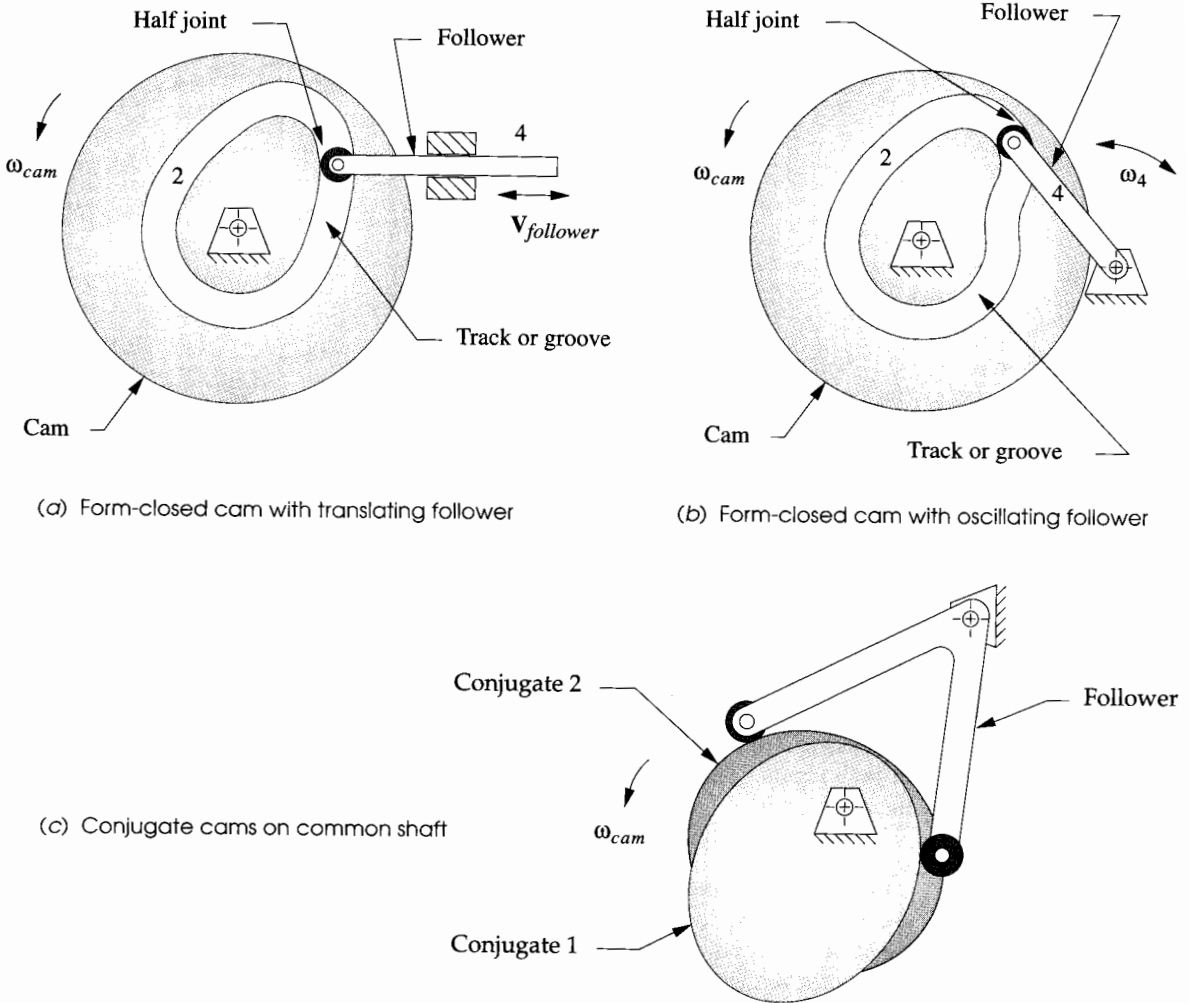 Half joint
Follower
4
2
ω_cam
V_follower
Track or groove
Cam
(a) Form-closed cam with translating follower
Half joint
Follower
2
ω_cam
ω_4
4
Track or groove
Cam
(b) Form-closed cam with oscillating follower
Conjugate 2
Follower
ω_cam
(c) Conjugate cams on common shaft
Conjugate 1